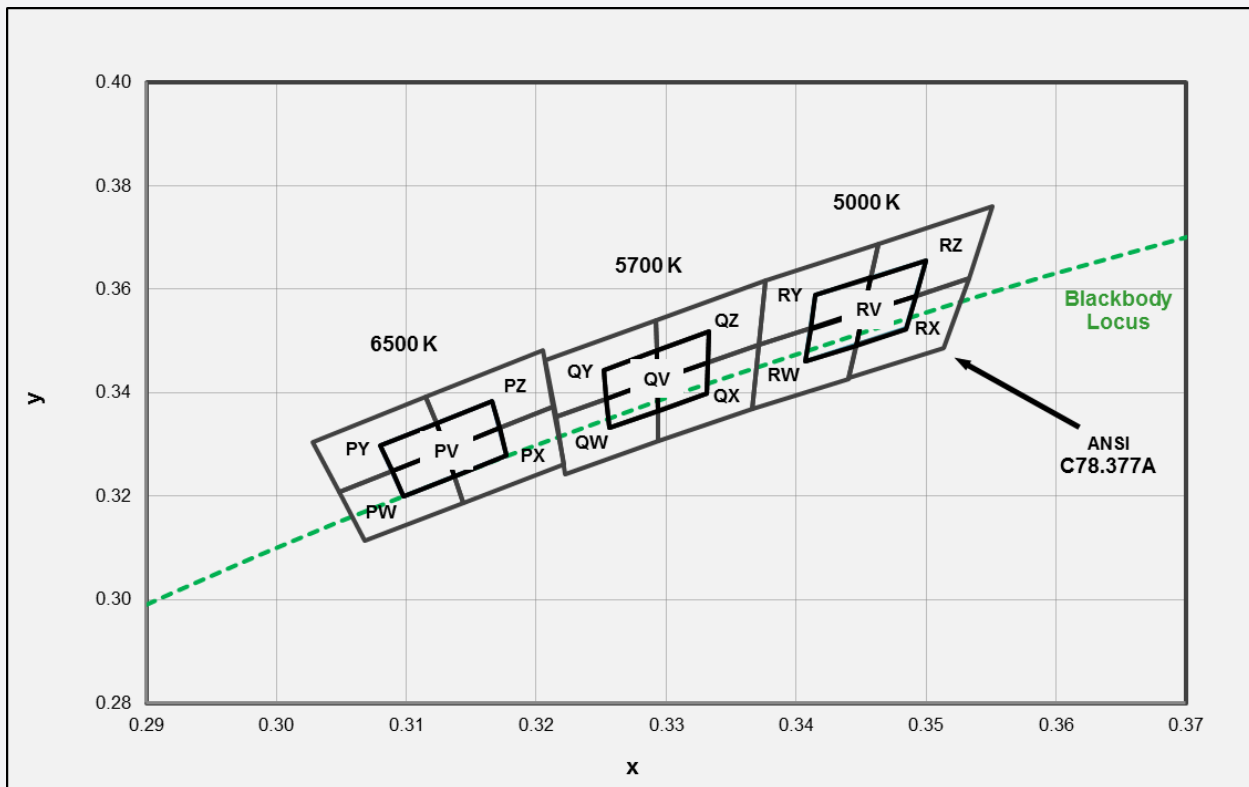 0.40
0.38
0.36
0.34
0.32
0.30
0.28
y
5000 K
RZ
RY
RV
RX
RW
5700 K
QZ
QY
QV
QX
QW
6500 K
PZ
PY
PV
PX
PW
Blackbody
Locus
ANSI
C78.377A
0.29
0.30
0.31
0.32
0.33
0.34
0.35
0.36
0.37
x